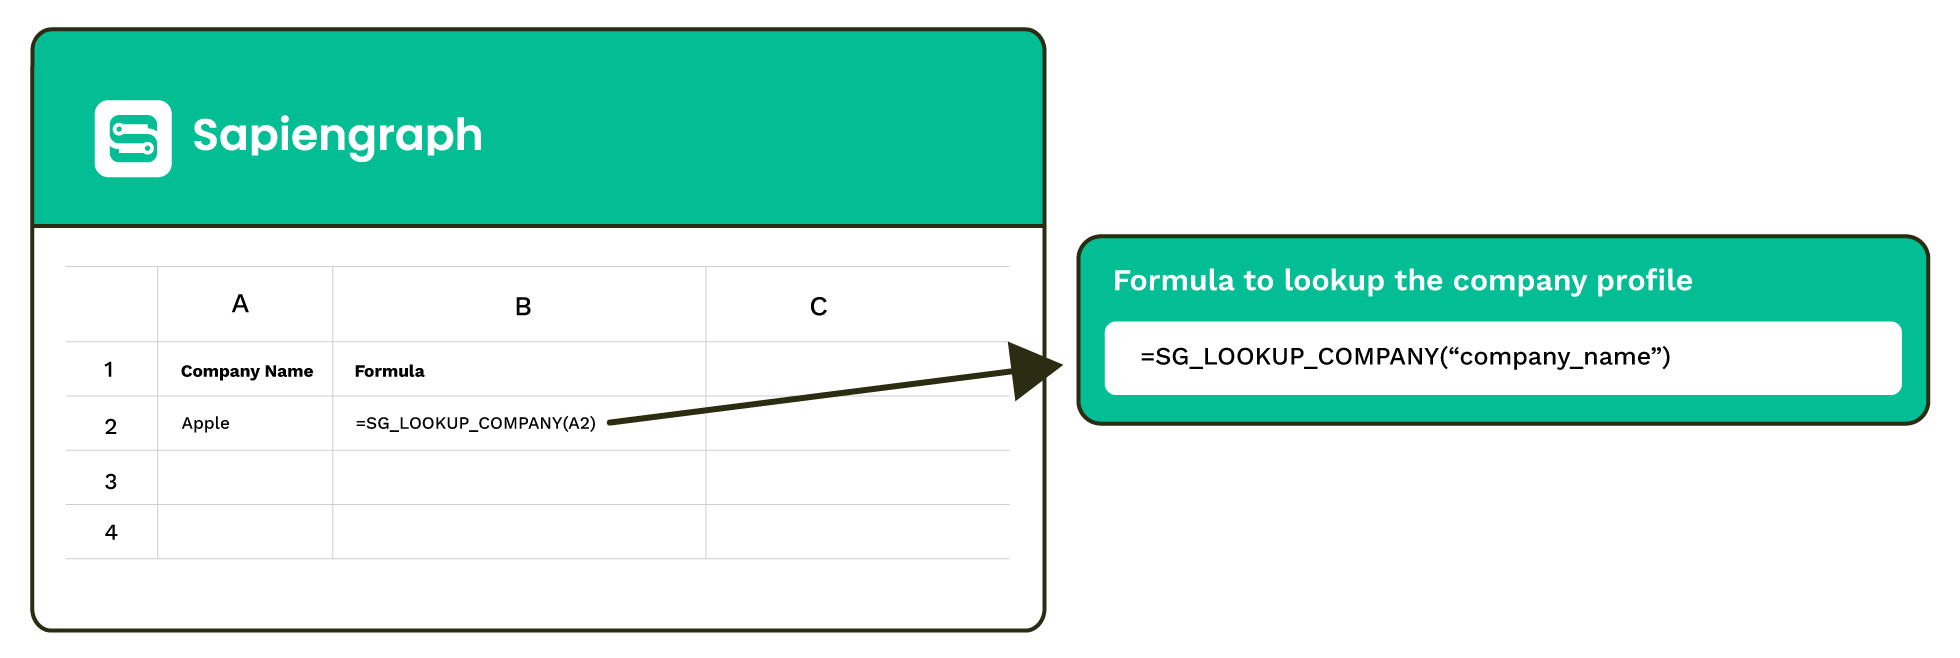 Sapiengraph
A B C
1 Company Name Formula
2 Apple =SG_LOOKUP_COMPANY(A2)
3
4
Formula to lookup the company profile
=SG_LOOKUP_COMPANY(“company_name”)